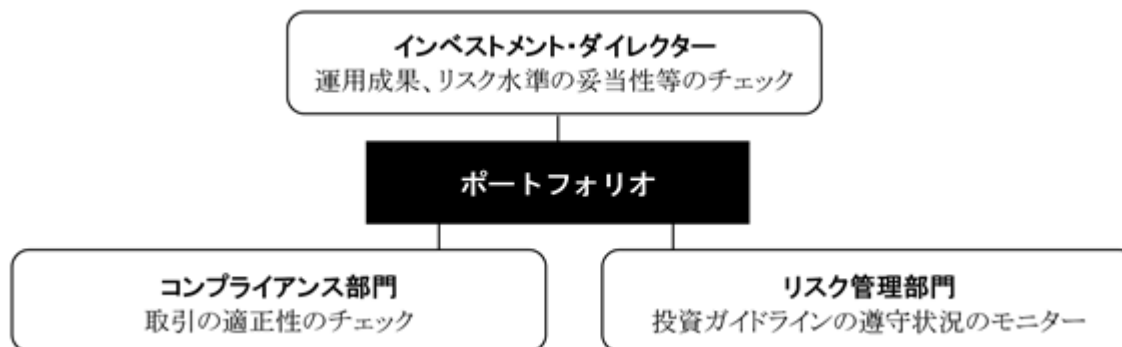 インベストメント・ダイレクター
運用成果、リスク水準の妥当性等のチェック
ポートフォリオ
コンプライアンス部門
取引の適正性のチェック
リスク管理部門
投資ガイドラインの遵守状況のモニター